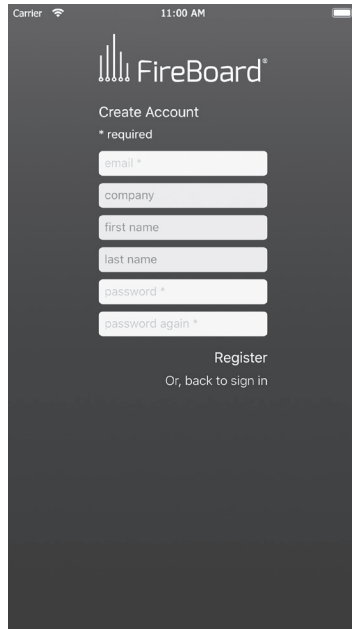 Carrier 11:00 AM
FireBoard®
Create Account
* required
email *
company
first name
last name
password *
password again *
Register
Or, back to sign in